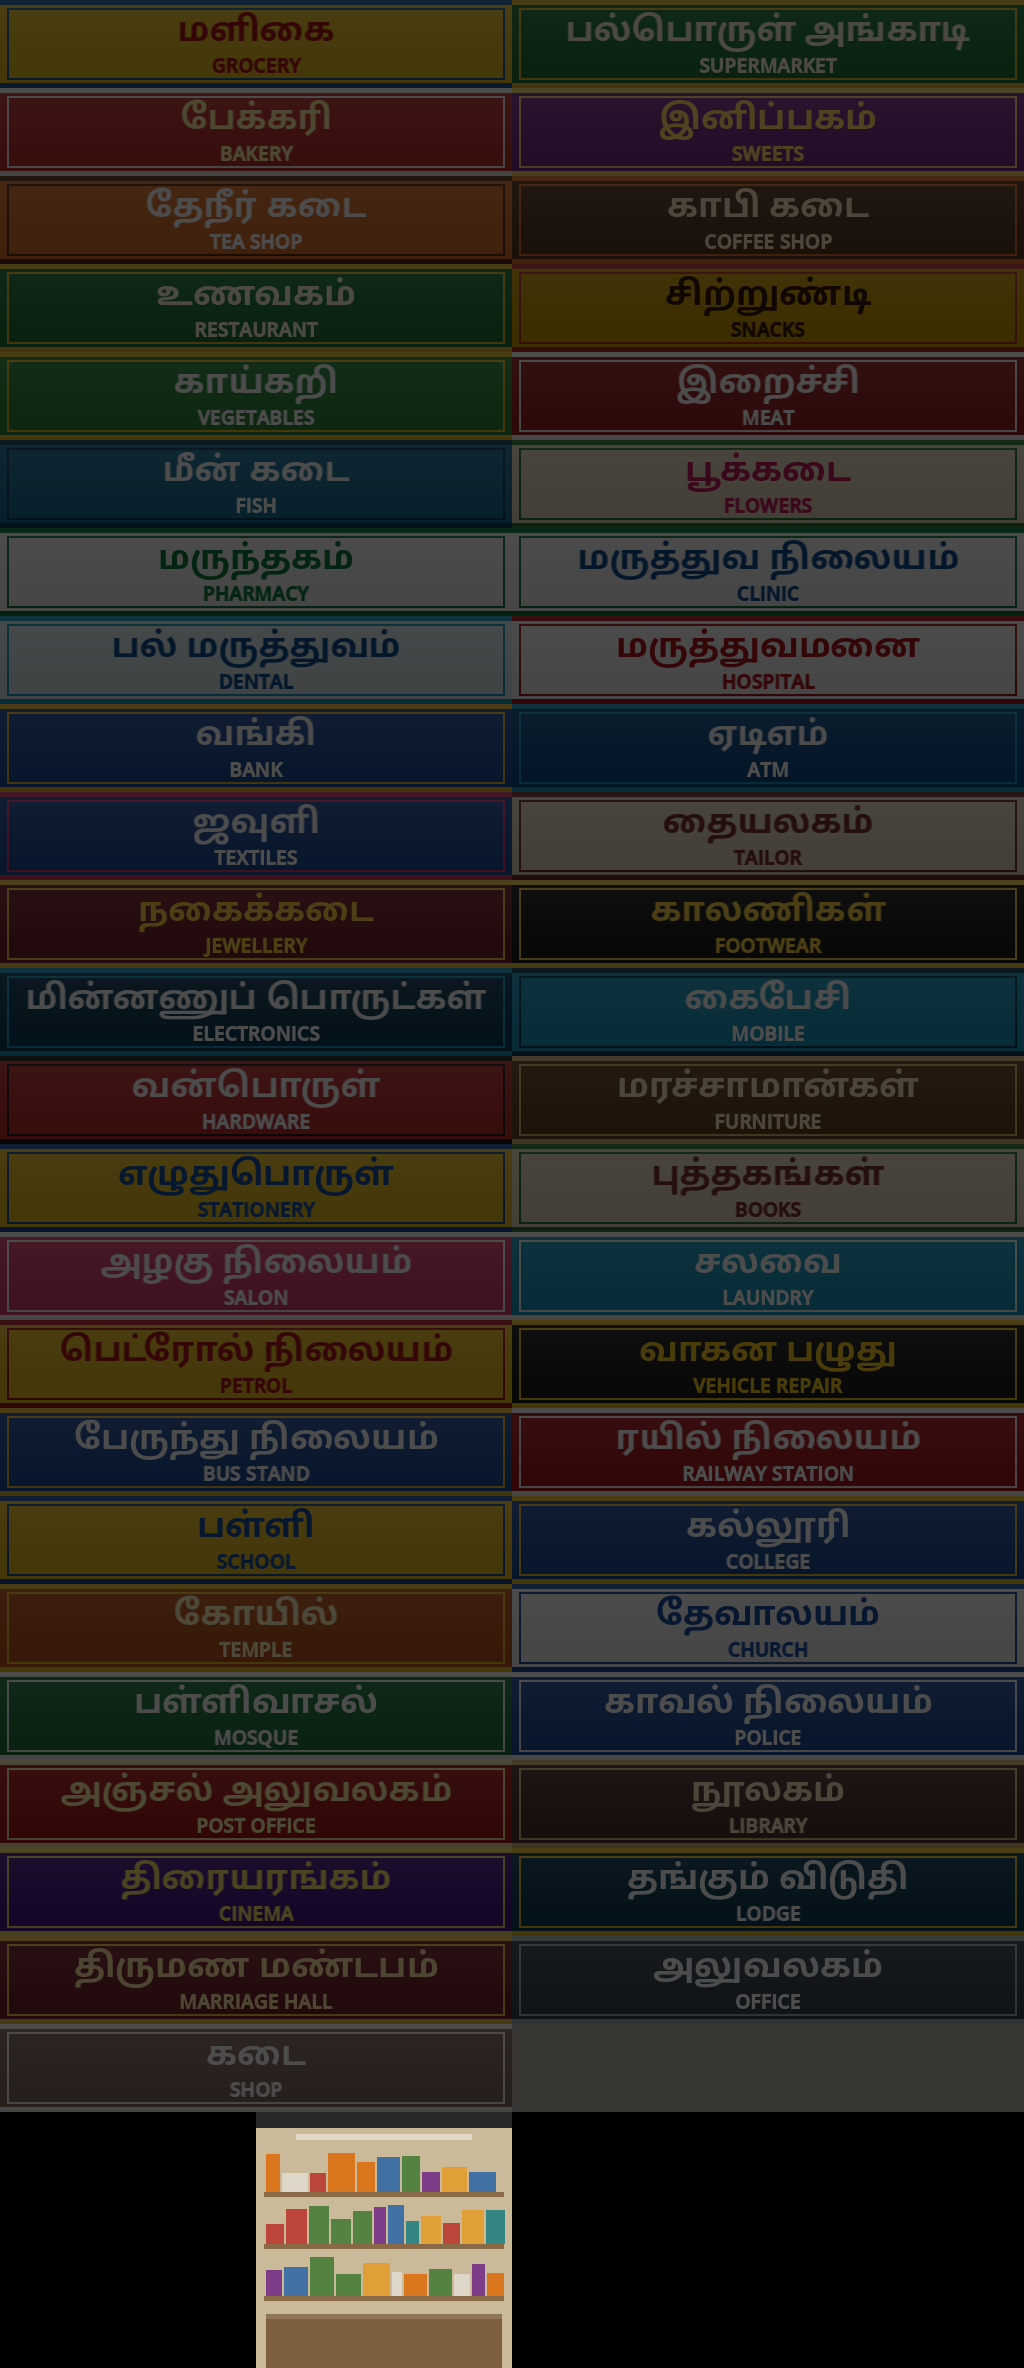 மளிகை
GROCERY
பல்பொருள் அங்காடி
SUPERMARKET
பேக்கரி
BAKERY
இனிப்பகம்
SWEETS
தேநீர் கடை
TEA SHOP
காபி கடை
COFFEE SHOP
உணவகம்
RESTAURANT
சிற்றுண்டி
SNACKS
காய்கறி
VEGETABLES
இறைச்சி
MEAT
மீன் கடை
FISH
பூக்கடை
FLOWERS
மருந்தகம்
PHARMACY
மருத்துவ நிலையம்
CLINIC
பல் மருத்துவம்
DENTAL
மருத்துவமனை
HOSPITAL
வங்கி
BANK
ஏடிஎம்
ATM
ஜவுளி
TEXTILES
தையலகம்
TAILOR
நகைக்கடை
JEWELLERY
காலணிகள்
FOOTWEAR
மின்னணுப் பொருட்கள்
ELECTRONICS
கைபேசி
MOBILE
வன்பொருள்
HARDWARE
மரச்சாமான்கள்
FURNITURE
எழுதுபொருள்
STATIONERY
புத்தகங்கள்
BOOKS
அழகு நிலையம்
SALON
சலவை
LAUNDRY
பெட்ரோல் நிலையம்
PETROL
வாகன பழுது
VEHICLE REPAIR
பேருந்து நிலையம்
BUS STAND
ரயில் நிலையம்
RAILWAY STATION
பள்ளி
SCHOOL
கல்லூரி
COLLEGE
கோயில்
TEMPLE
தேவாலயம்
CHURCH
பள்ளிவாசல்
MOSQUE
காவல் நிலையம்
POLICE
அஞ்சல் அலுவலகம்
POST OFFICE
நூலகம்
LIBRARY
திரையரங்கம்
CINEMA
தங்கும் விடுதி
LODGE
திருமண மண்டபம்
MARRIAGE HALL
அலுவலகம்
OFFICE
கடை
SHOP